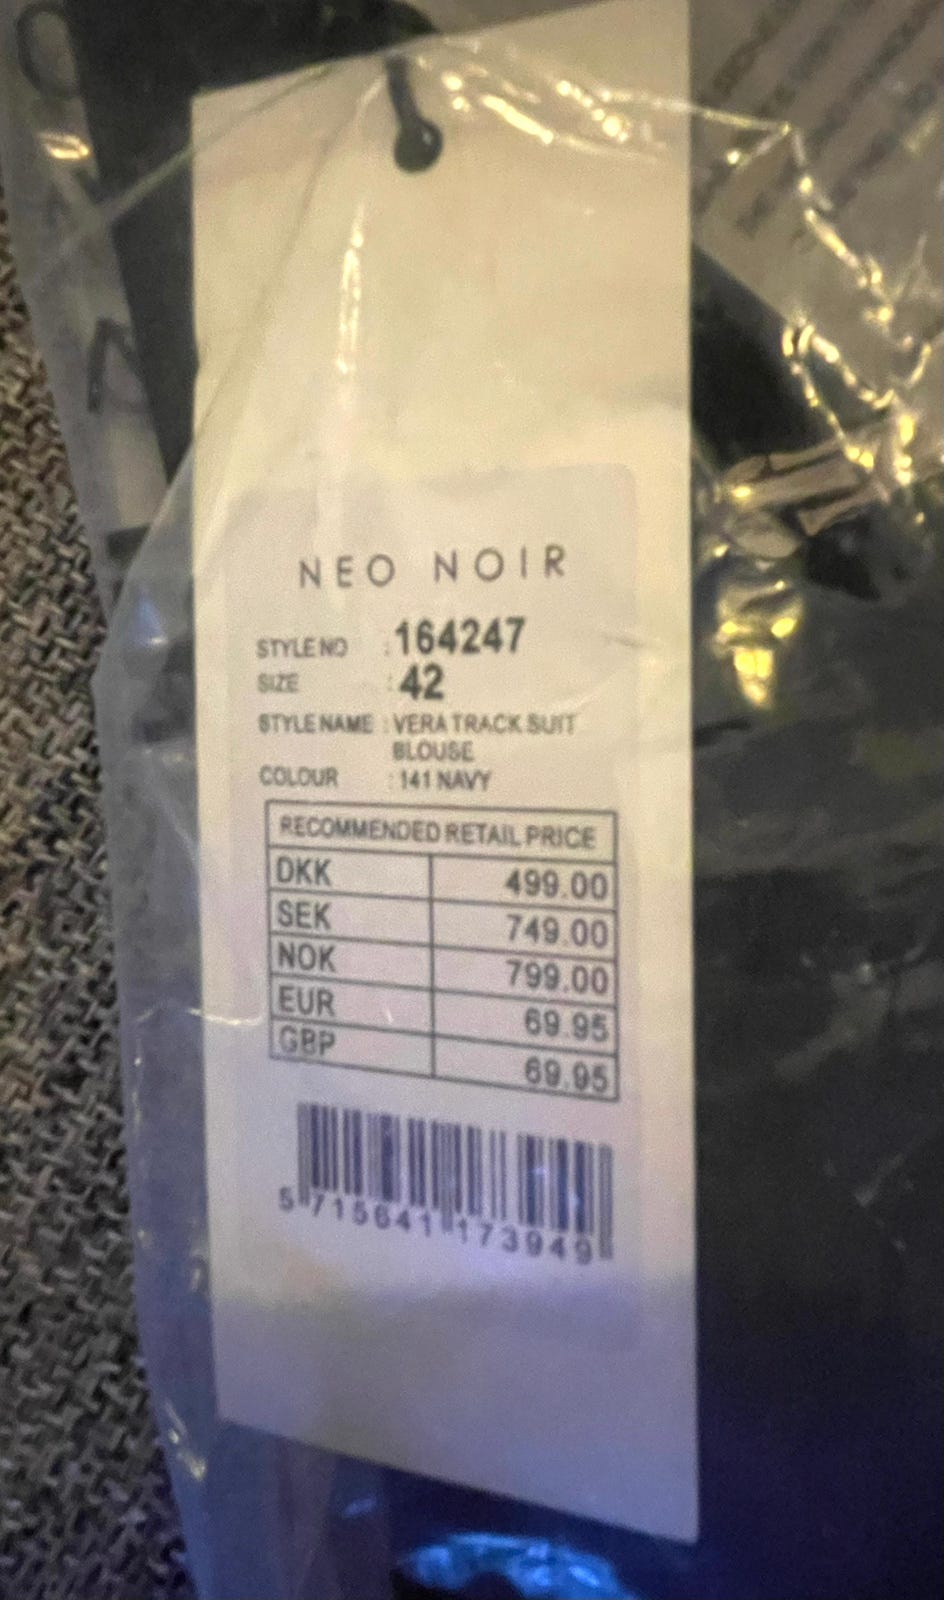 NEO NOIR
STYLE NO : 164247
SIZE : 42
STYLE NAME : VERA TRACK SUIT
BLOUSE
COLOUR : 141 NAVY
RECOMMENDED RETAIL PRICE
DKK 499.00
SEK 749.00
NOK 799.00
EUR 69.95
GBP 69.95
5 715641 173949